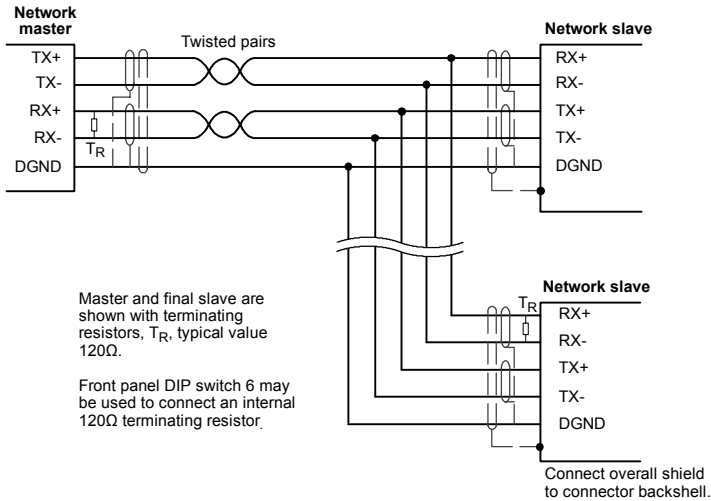 Network
master
Network slave
Twisted pairs
TX+
TX-
RX+
RX-
TR
DGND
RX+
RX-
TX+
TX-
DGND
Master and final slave are
shown with terminating
resistors, TR, typical value
120Ω.
Front panel DIP switch 6 may
be used to connect an internal
120Ω terminating resistor.
Network slave
TR
RX+
RX-
TX+
TX-
DGND
Connect overall shield
to connector backshell.